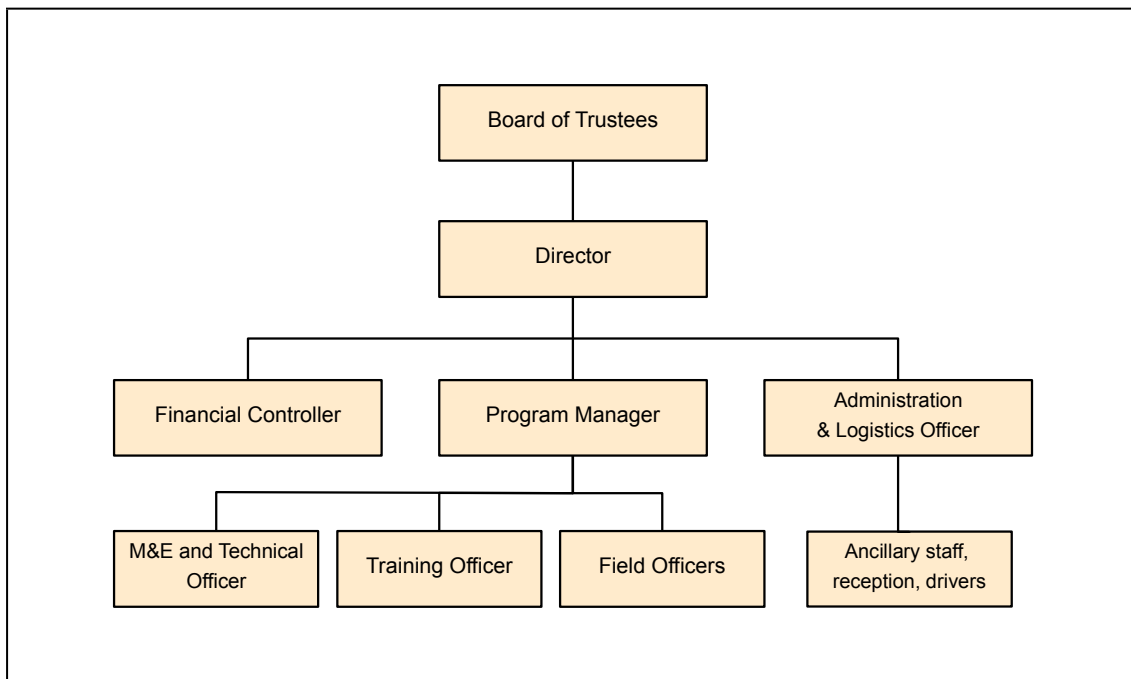 Board of Trustees
Director
Financial Controller
Program Manager
Administration
& Logistics Officer
M&E and Technical
Officer
Training Officer
Field Officers
Ancillary staff,
reception, drivers